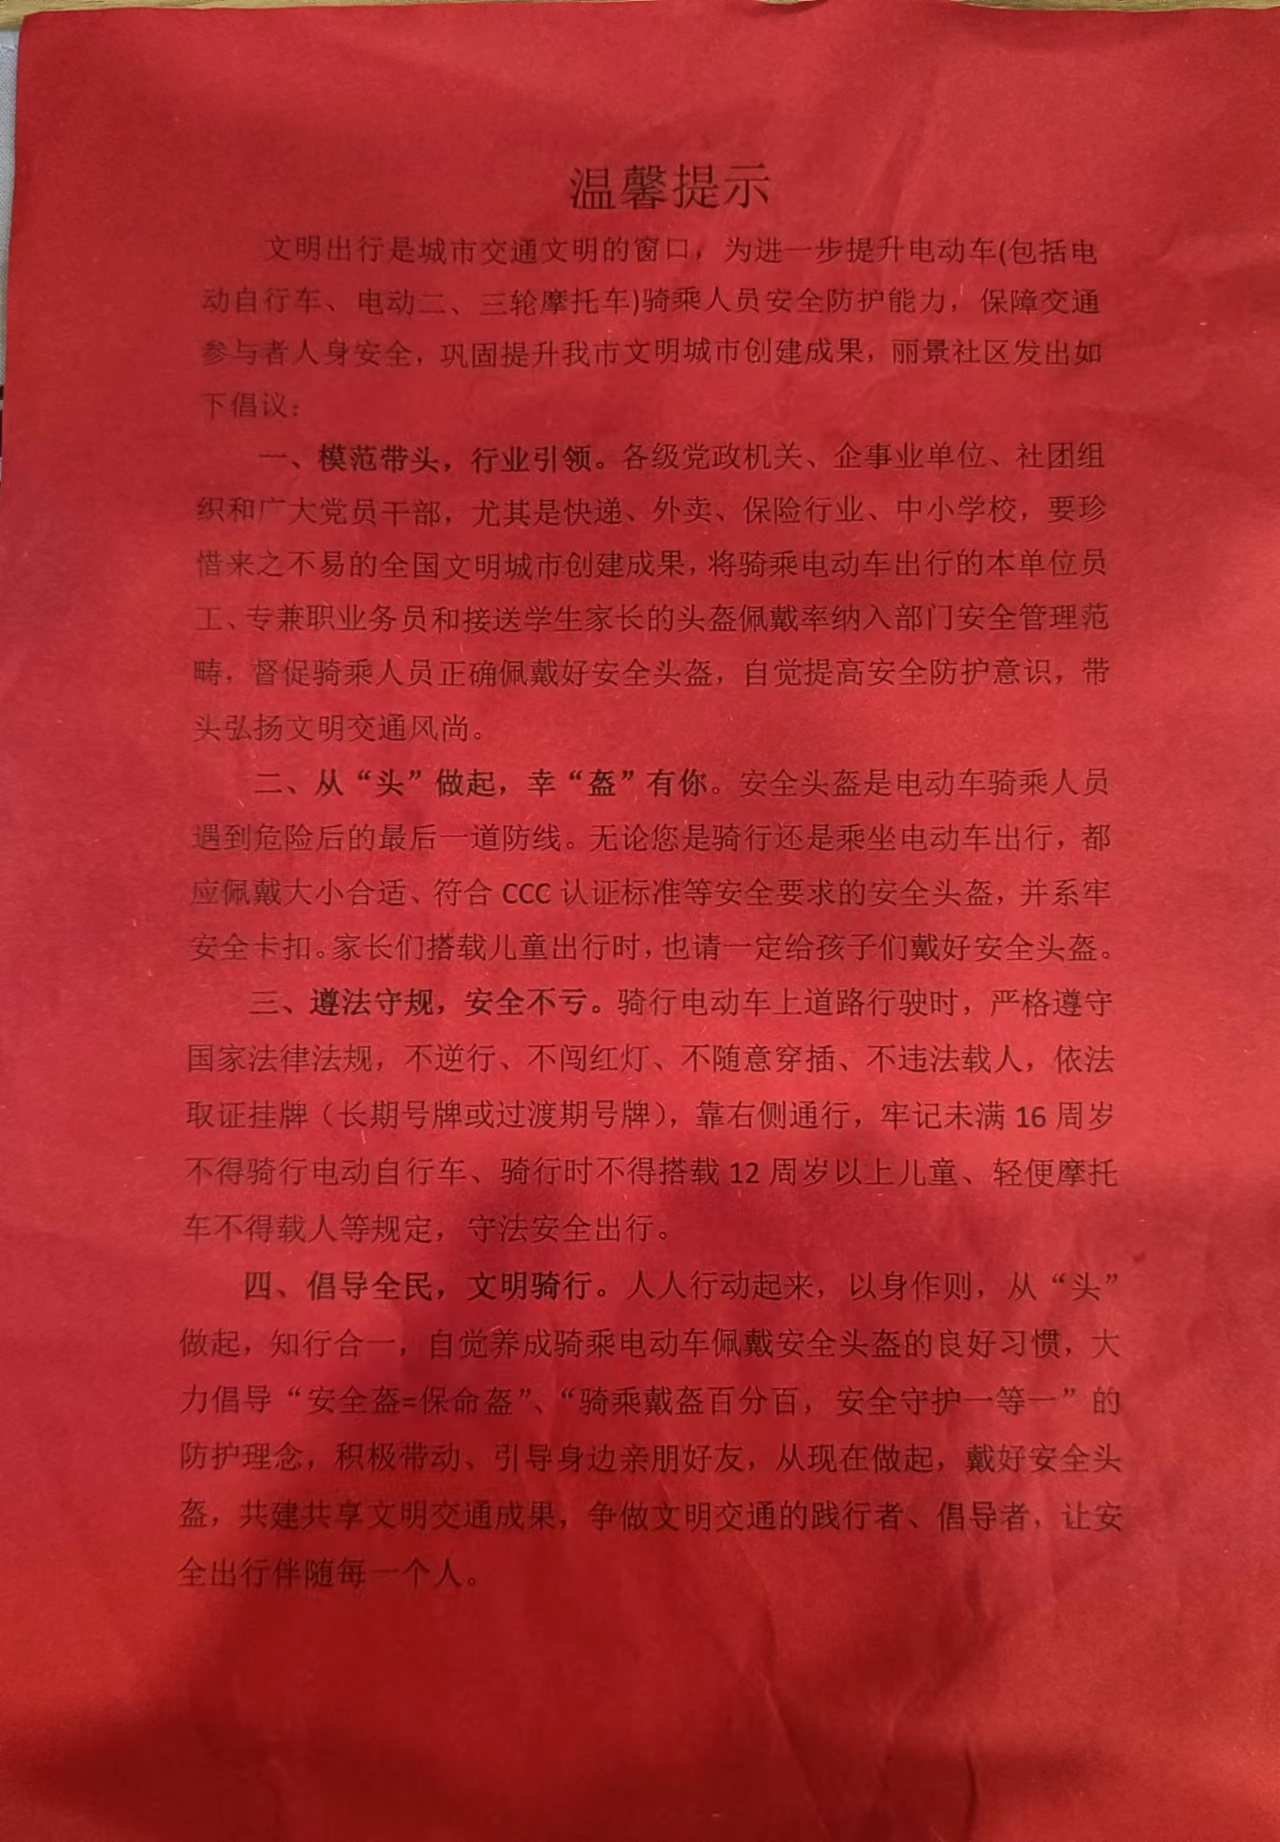 温馨提示
文明出行是城市交通文明的窗口，为进一步提升电动车(包括电
动自行车、电动二、三轮摩托车)骑乘人员安全防护能力，保障交通
参与者人身安全，巩固提升我市文明城市创建成果，丽景社区发出如
下倡议：
一、模范带头，行业引领。各级党政机关、企事业单位、社团组
织和广大党员干部，尤其是快递、外卖、保险行业、中小学校，要珍
惜来之不易的全国文明城市创建成果，将骑乘电动车出行的本单位员
工、专兼职业务员和接送学生家长的头盔佩戴率纳入部门安全管理范
畴，督促骑乘人员正确佩戴好安全头盔，自觉提高安全防护意识，带
头弘扬文明交通风尚。
二、从“头”做起，幸“盔”有你。安全头盔是电动车骑乘人员
遇到危险后的最后一道防线。无论您是骑行还是乘坐电动车出行，都
应佩戴大小合适、符合 CCC 认证标准等安全要求的安全头盔，并系牢
安全卡扣。家长们搭载儿童出行时，也请一定给孩子们戴好安全头盔。
三、遵法守规，安全不亏。骑行电动车上道路行驶时，严格遵守
国家法律法规，不逆行、不闯红灯、不随意穿插、不违法载人，依法
取证挂牌（长期号牌或过渡期号牌），靠右侧通行，牢记未满 16 周岁
不得骑行电动自行车、骑行时不得搭载 12 周岁以上儿童、轻便摩托
车不得载人等规定，守法安全出行。
四、倡导全民，文明骑行。人人行动起来，以身作则，从“头”
做起，知行合一，自觉养成骑乘电动车佩戴安全头盔的良好习惯，大
力倡导“安全盔=保命盔”、“骑乘戴盔百分百，安全守护一等一”的
防护理念，积极带动、引导身边亲朋好友，从现在做起，戴好安全头
盔，共建共享文明交通成果，争做文明交通的践行者、倡导者，让安
全出行伴随每一个人。